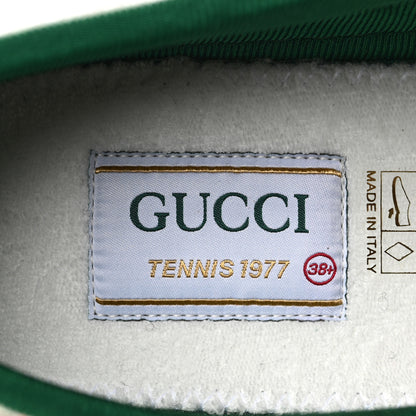 GUCCI
TENNIS 1977 38+
MADE IN ITALY